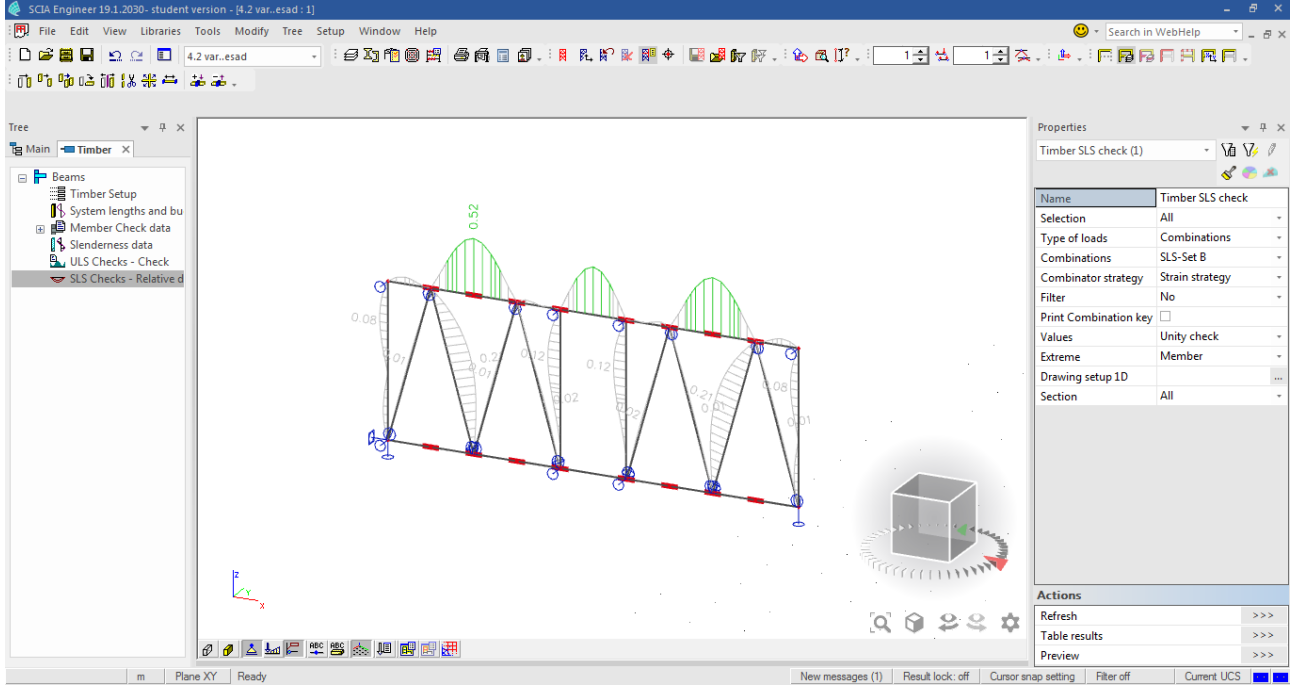 SCIA Engineer 19.1.2030- student version - [4.2 var..esad : 1]
File Edit View Libraries Tools Modify Tree Setup Window Help
Search in WebHelp
4.2 var..esad
1
1
Tree
Main Timber
Beams
Timber Setup
System lengths and bu
Member Check data
Slenderness data
ULS Checks - Check
SLS Checks - Relative d
0.52
0.08
0.01
0.01
0.12
0.02
0.12
0.02
0.21
0.01
0.08
0.01
z
Y
x
ABC
ABC
Properties
Timber SLS check (1)
Name Timber SLS check
Selection All
Type of loads Combinations
Combinations SLS-Set B
Combinator strategy Strain strategy
Filter No
Print Combination key
Values Unity check
Extreme Member
Drawing setup 1D ...
Section All
Actions
Refresh >>>
Table results >>>
Preview >>>
m Plane XY Ready New messages (1) Result lock: off Cursor snap setting Filter off Current UCS